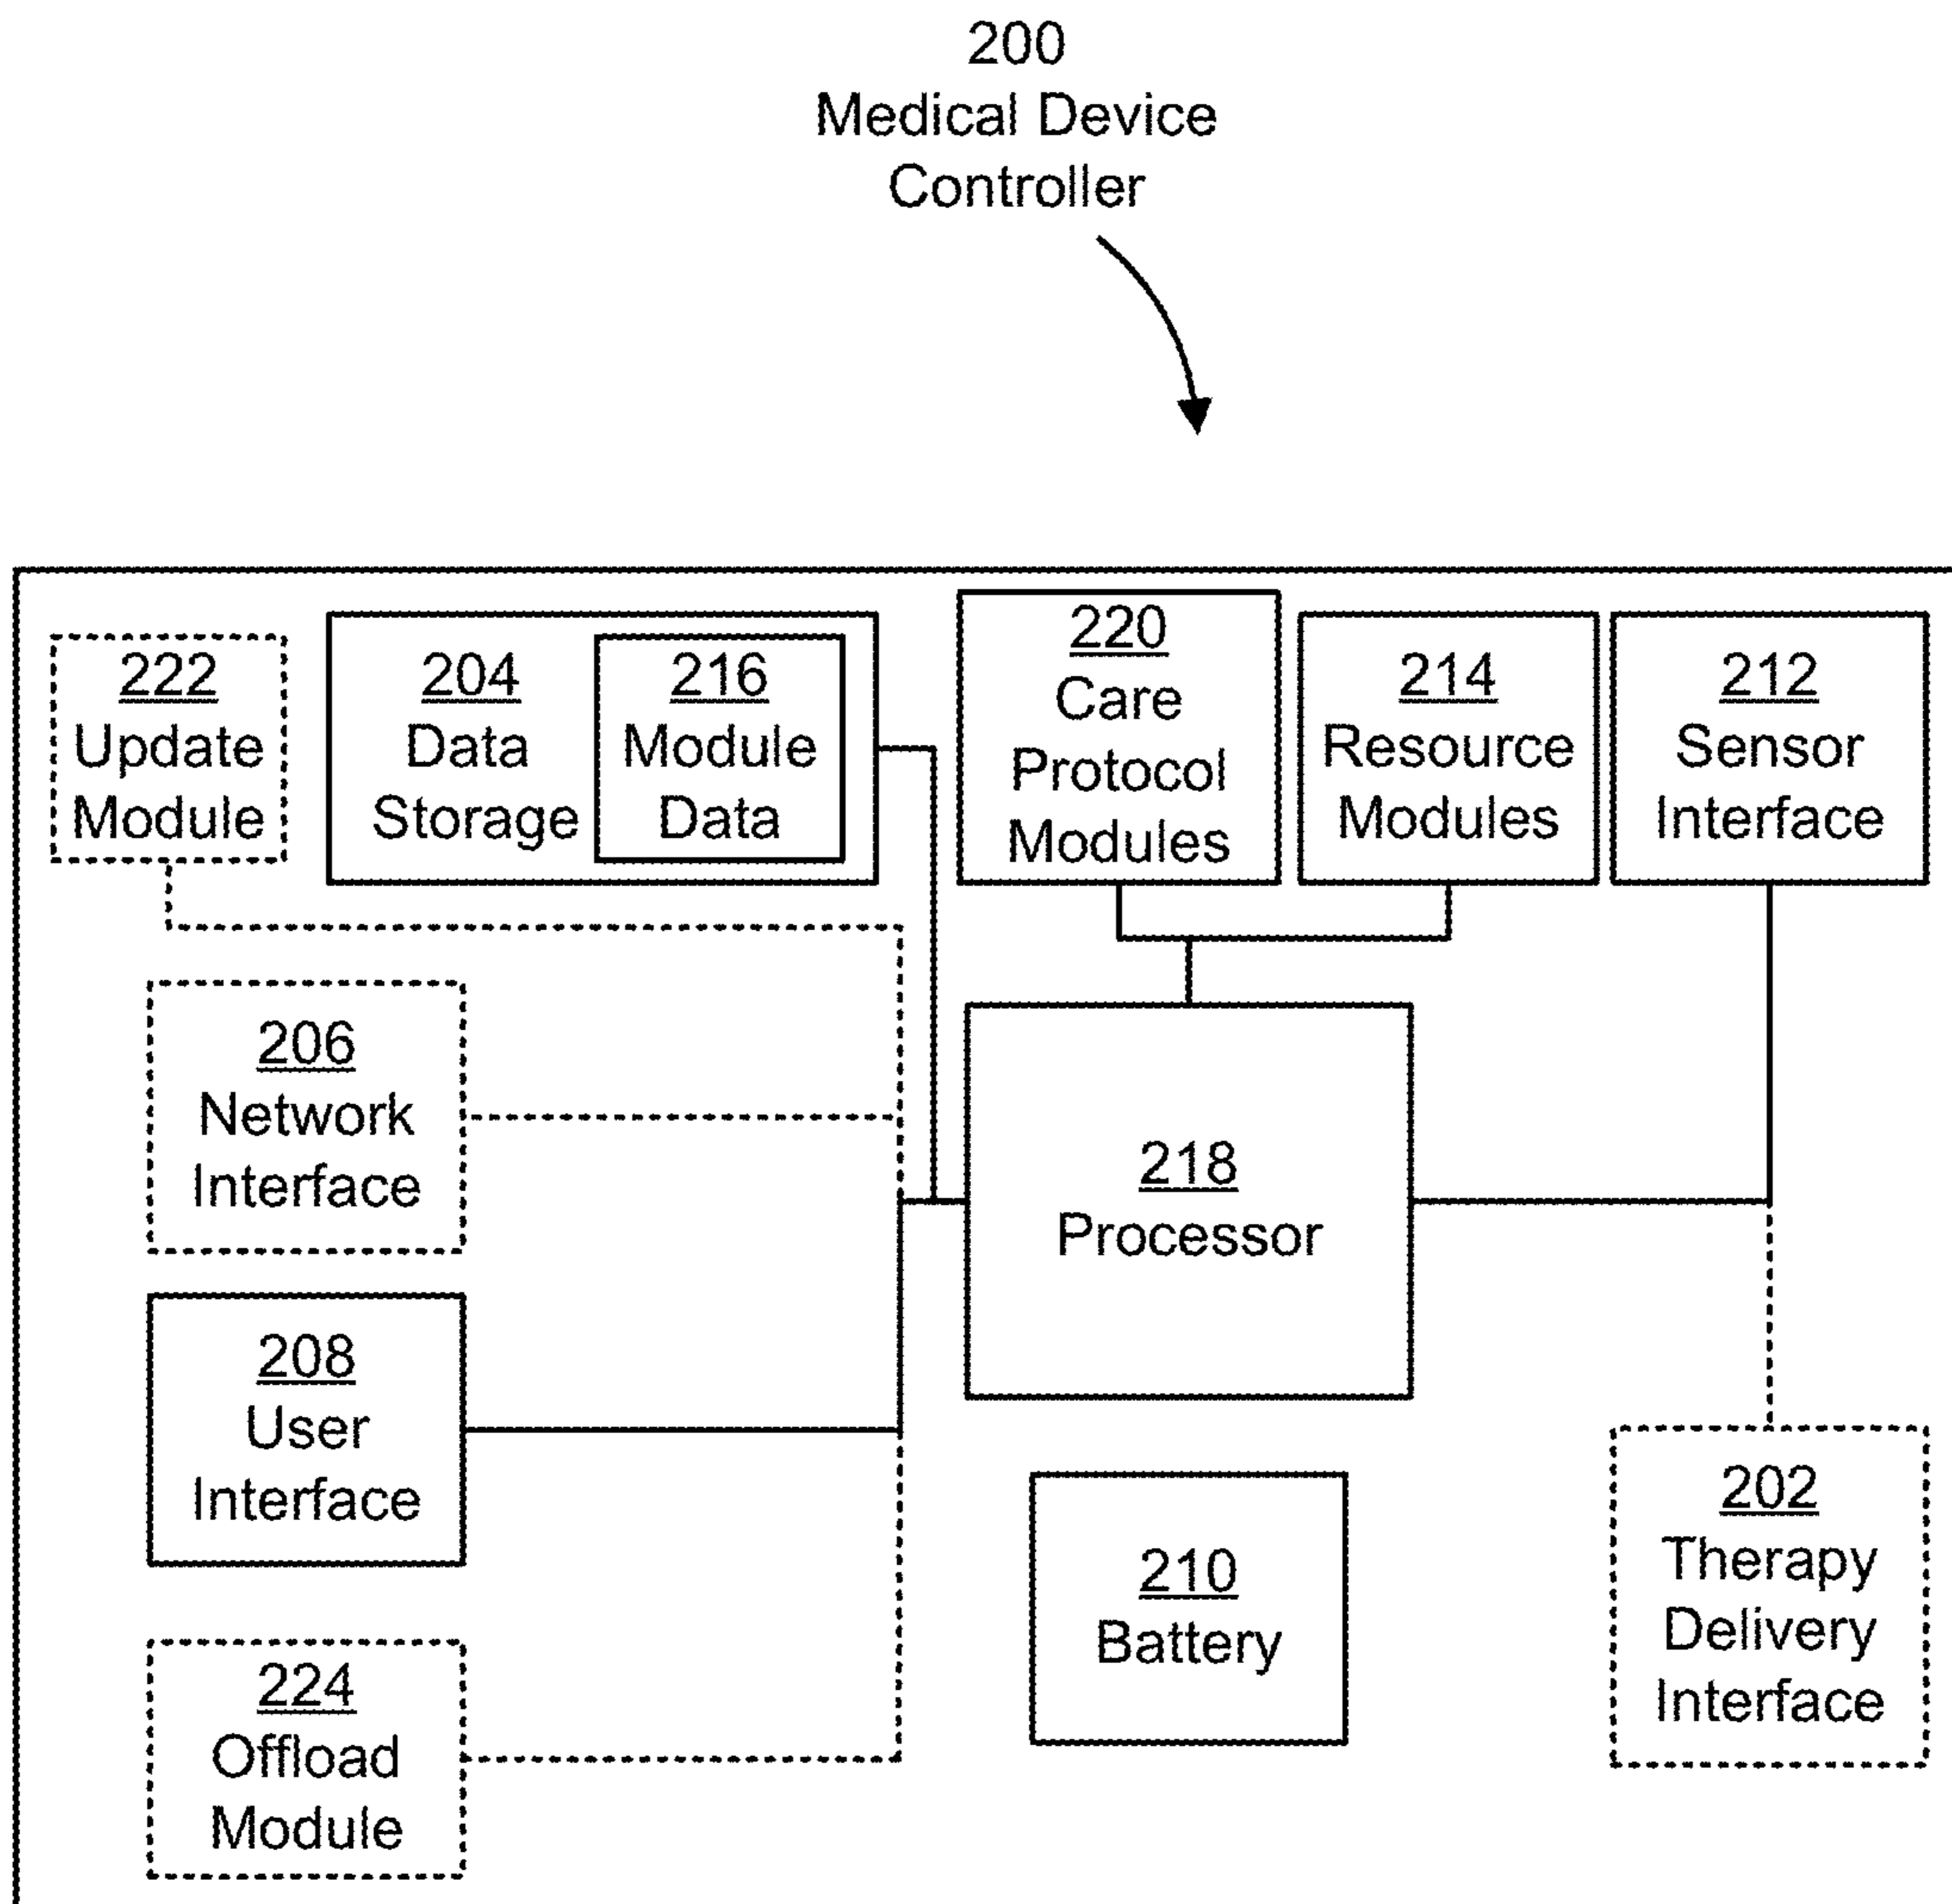 200
Medical Device
Controller
222
Update
Module
204
Data
Storage
216
Module
Data
220
Care
Protocol
Modules
214
Resource
Modules
212
Sensor
Interface
206
Network
Interface
218
Processor
208
User
Interface
210
Battery
202
Therapy
Delivery
Interface
224
Offload
Module